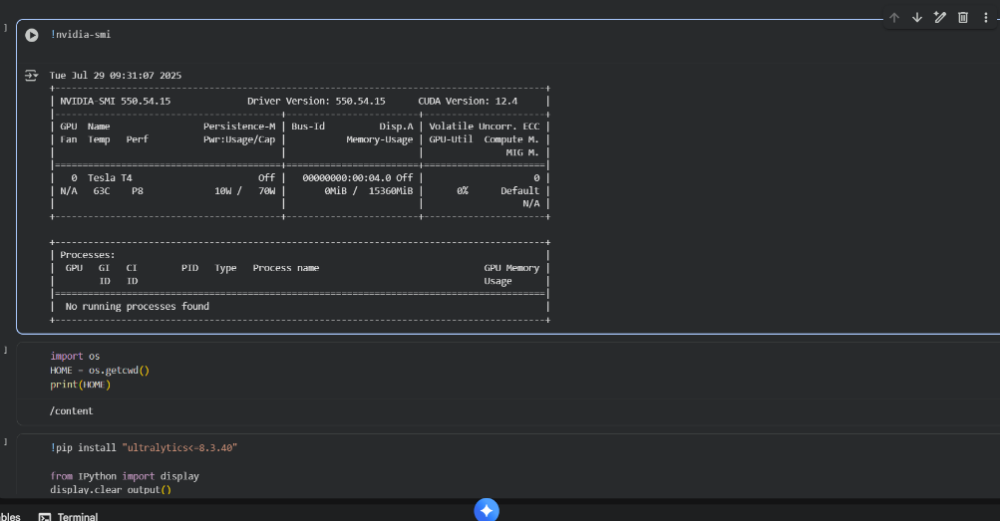 ]
!nvidia-smi
Tue Jul 29 09:31:07 2025
+-----------------------------------------------------------------------------------------+
| NVIDIA-SMI 550.54.15              Driver Version: 550.54.15      CUDA Version: 12.4     |
|-----------------------------------------+------------------------+----------------------+
| GPU  Name                 Persistence-M | Bus-Id          Disp.A | Volatile Uncorr. ECC |
| Fan  Temp   Perf          Pwr:Usage/Cap |           Memory-Usage | GPU-Util  Compute M. |
|                                         |                        |               MIG M. |
|=========================================+========================+======================|
|   0  Tesla T4                       Off |   00000000:00:04.0 Off |                    0 |
| N/A   63C    P8              10W /  70W |       0MiB /  15360MiB |      0%      Default |
|                                         |                        |                  N/A |
+-----------------------------------------+------------------------+----------------------+
+-----------------------------------------------------------------------------------------+
| Processes:                                                                              |
|  GPU   GI   CI        PID   Type   Process name                              GPU Memory |
|        ID   ID                                                               Usage      |
|=========================================================================================|
|  No running processes found                                                             |
+-----------------------------------------------------------------------------------------+
]
import os
HOME = os.getcwd()
print(HOME)
/content
]
!pip install "ultralytics<=8.3.40"
from IPython import display
display.clear_output()
bles Terminal